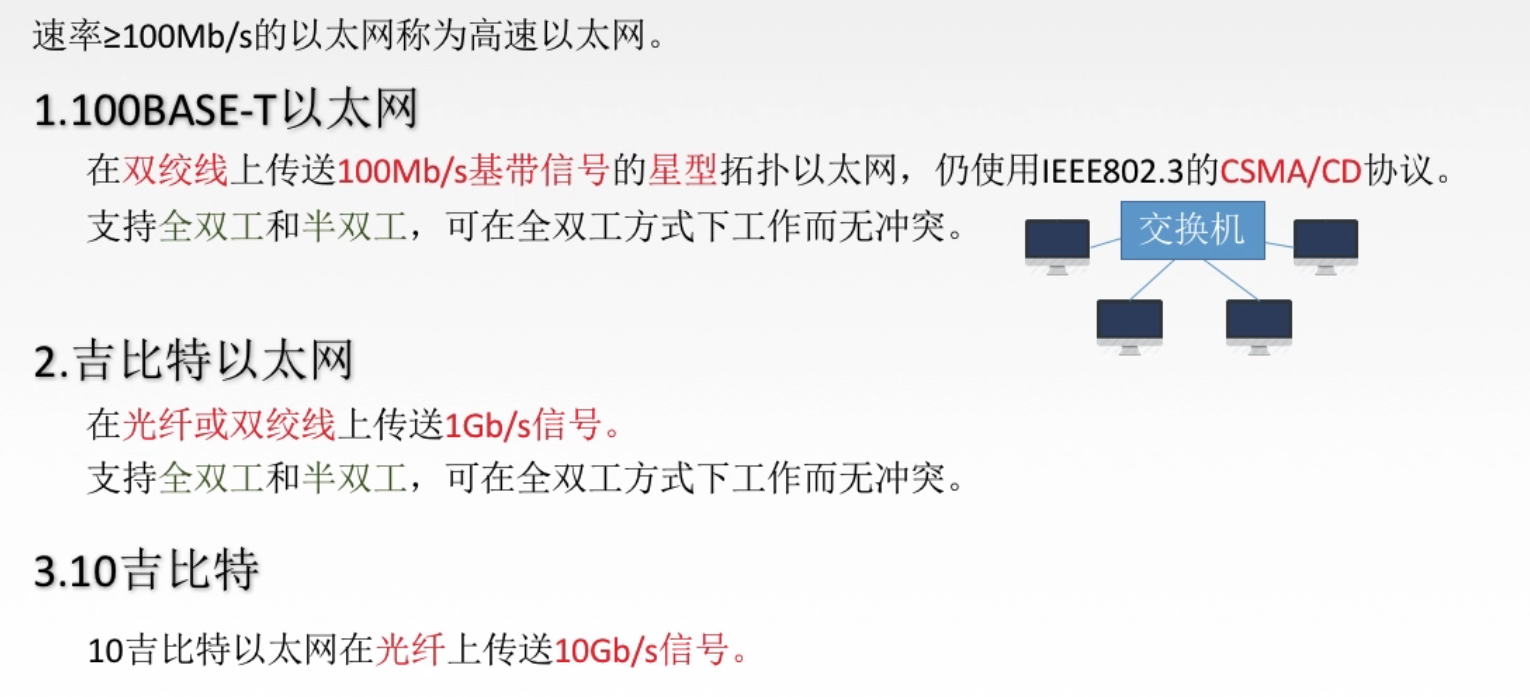 速率≥100Mb/s的以太网称为高速以太网。
1.100BASE-T以太网
在双绞线上传送100Mb/s基带信号的星型拓扑以太网，仍使用IEEE802.3的CSMA/CD协议。
支持全双工和半双工，可在全双工方式下工作而无冲突。
交换机
2.吉比特以太网
在光纤或双绞线上传送1Gb/s信号。
支持全双工和半双工，可在全双工方式下工作而无冲突。
3.10吉比特
10吉比特以太网在光纤上传送10Gb/s信号。